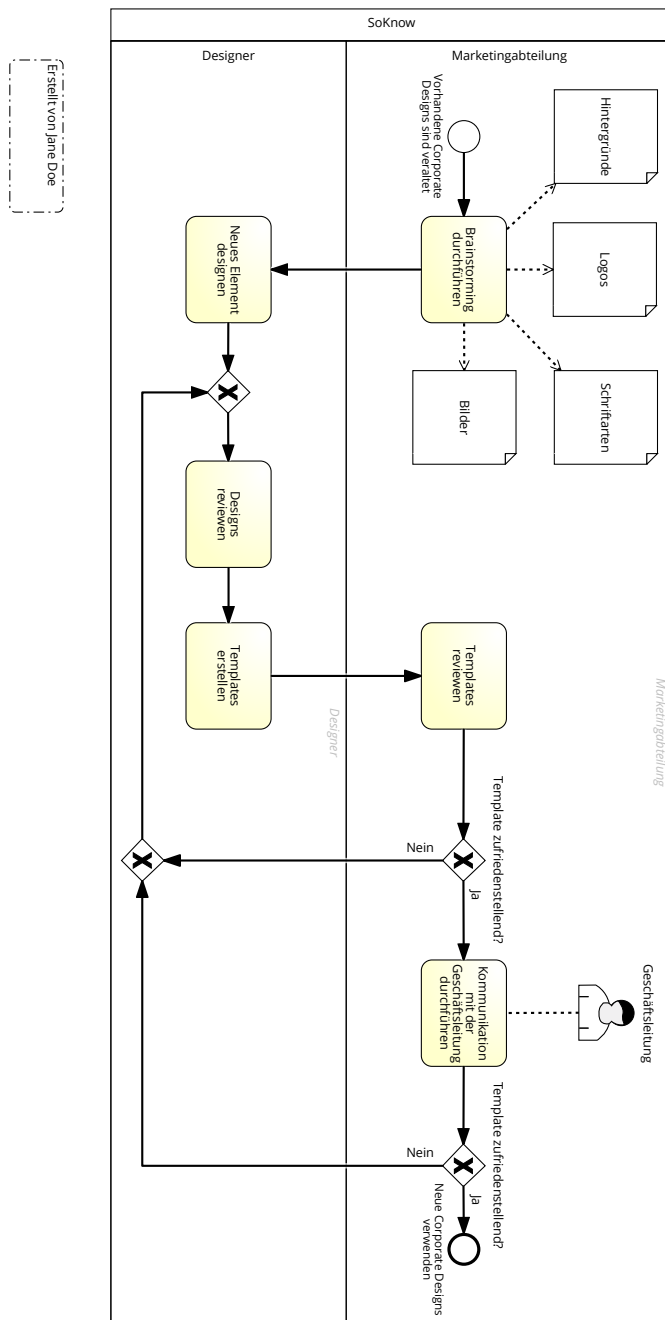 SoKnow
Designer
Marketingabteilung
Erstellt von Jane Doe
Vorhandene Corporate
Designs sind veraltet
Hintergründe
Logos
Schriftarten
Bilder
Brainstorming
durchführen
Neues Element
designen
Designs
reviewen
Templates
erstellen
Templates
reviewen
Designer
Marketingabteilung
Template zufriedenstellend?
Nein
Ja
Kommunikation
mit der
Geschäftsleitung
durchführen
Geschäftsleitung
Template zufriedenstellend?
Nein
Ja
Neue Corporate Designs
verwenden